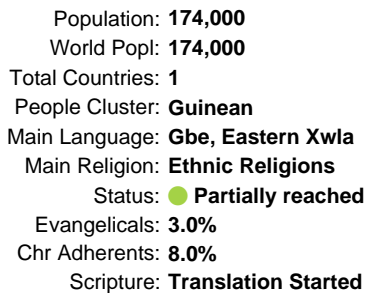 Population: 174,000
World Popl: 174,000
Total Countries: 1
People Cluster: Guinean
Main Language: Gbe, Eastern Xwla
Main Religion: Ethnic Religions
Status: Partially reached
Evangelicals: 3.0%
Chr Adherents: 8.0%
Scripture: Translation Started